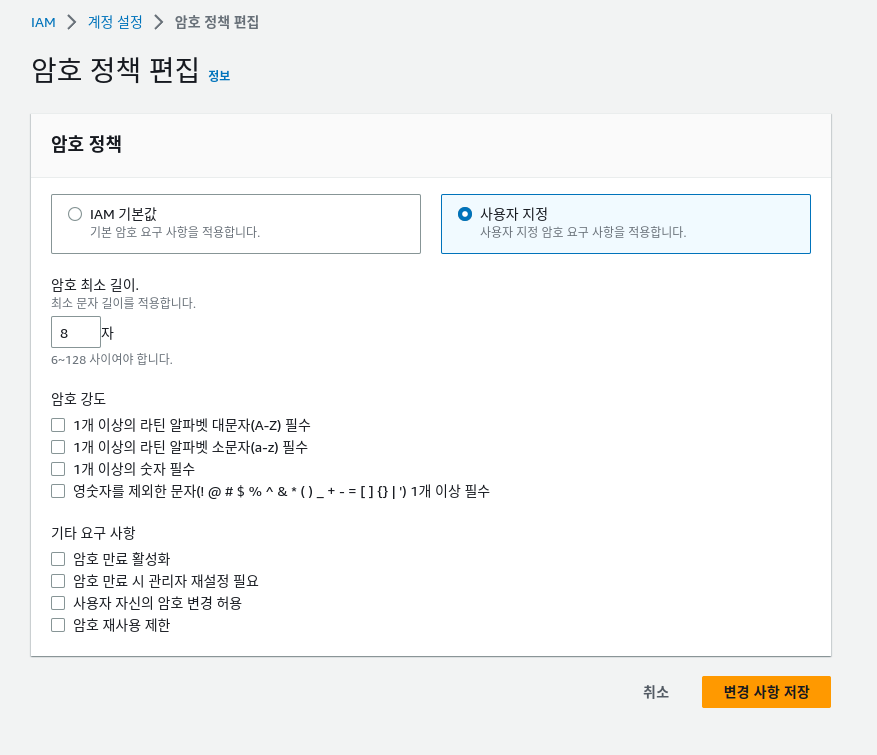 IAM > 계정 설정 > 암호 정책 편집
암호 정책 편집 정보
암호 정책
IAM 기본값
기본 암호 요구 사항을 적용합니다.
사용자 지정
사용자 지정 암호 요구 사항을 적용합니다.
암호 최소 길이.
최소 문자 길이를 적용합니다.
8 자
6~128 사이여야 합니다.
암호 강도
1개 이상의 라틴 알파벳 대문자(A-Z) 필수
1개 이상의 라틴 알파벳 소문자(a-z) 필수
1개 이상의 숫자 필수
영숫자를 제외한 문자(! @ # $ % ^ & * ( ) _ + - = [ ] {} | ') 1개 이상 필수
기타 요구 사항
암호 만료 활성화
암호 만료 시 관리자 재설정 필요
사용자 자신의 암호 변경 허용
암호 재사용 제한
취소
변경 사항 저장